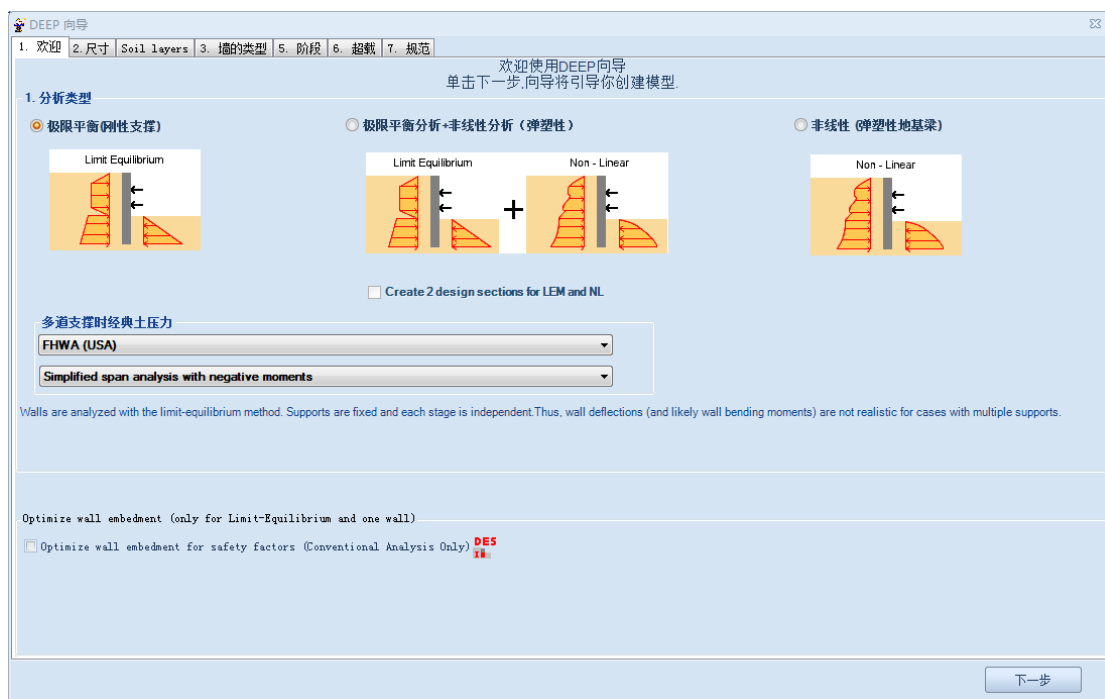 DEEP 向导
1. 欢迎 2.尺寸 Soil layers 3. 墙的类型 5. 阶段 6. 超载 7. 规范
欢迎使用DEEP向导
单击下一步,向导将引导你创建模型.
1. 分析类型
极限平衡(刚性支撑) 极限平衡分析+非线性分析（弹塑性） 非线性 (弹塑性地基梁)
Limit Equilibrium Limit Equilibrium Non - Linear Non - Linear
+
Create 2 design sections for LEM and NL
多道支撑时经典土压力
FHWA (USA)
Simplified span analysis with negative moments
Walls are analyzed with the limit-equilibrium method. Supports are fixed and each stage is independent.Thus, wall deflections (and likely wall bending moments) are not realistic for cases with multiple supports.
Optimize wall embedment (only for Limit-Equilibrium and one wall)
Optimize wall embedment for safety factors (Conventional Analysis Only) DES
下一步